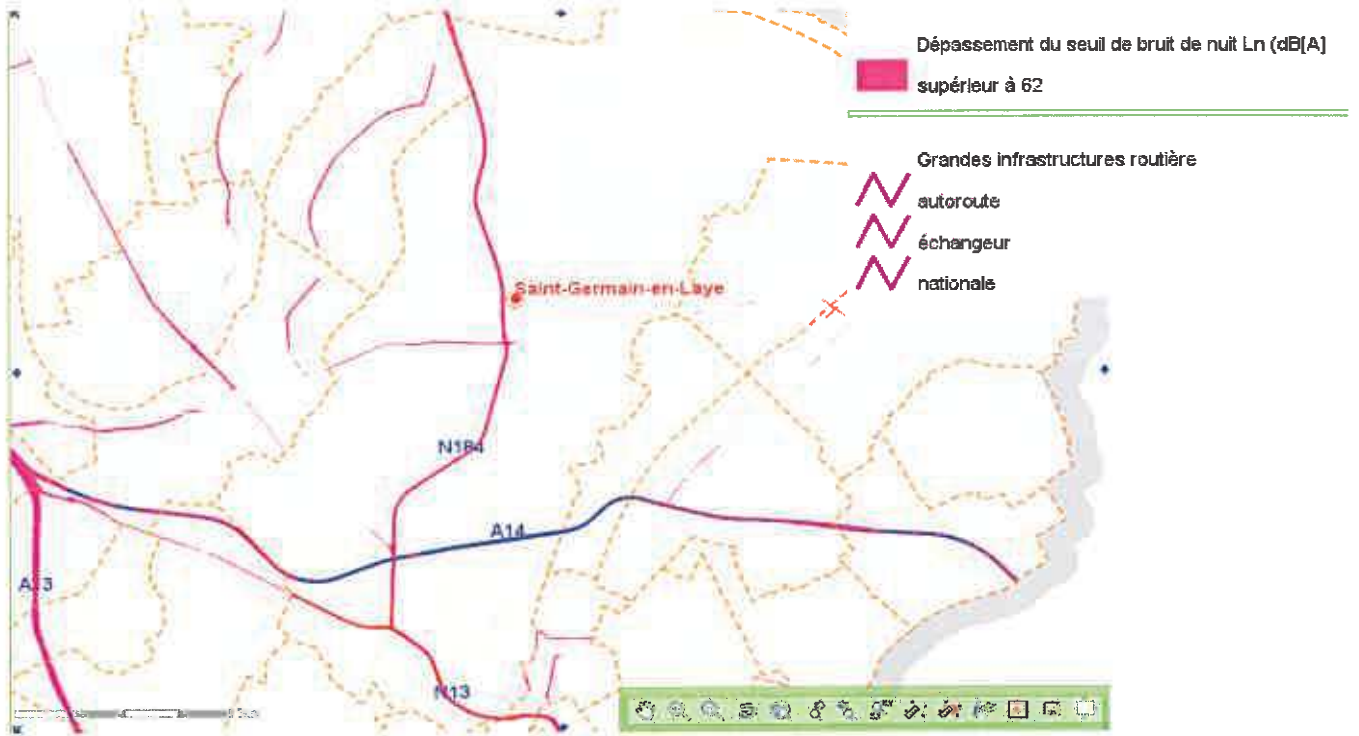 Dépassement du seuil de bruit de nuit Ln (dB[A]
supérieur à 62
Grandes infrastructures routière
autoroute
échangeur
nationale
Saint-Germain-en-Laye
N184
A14
A13
N13